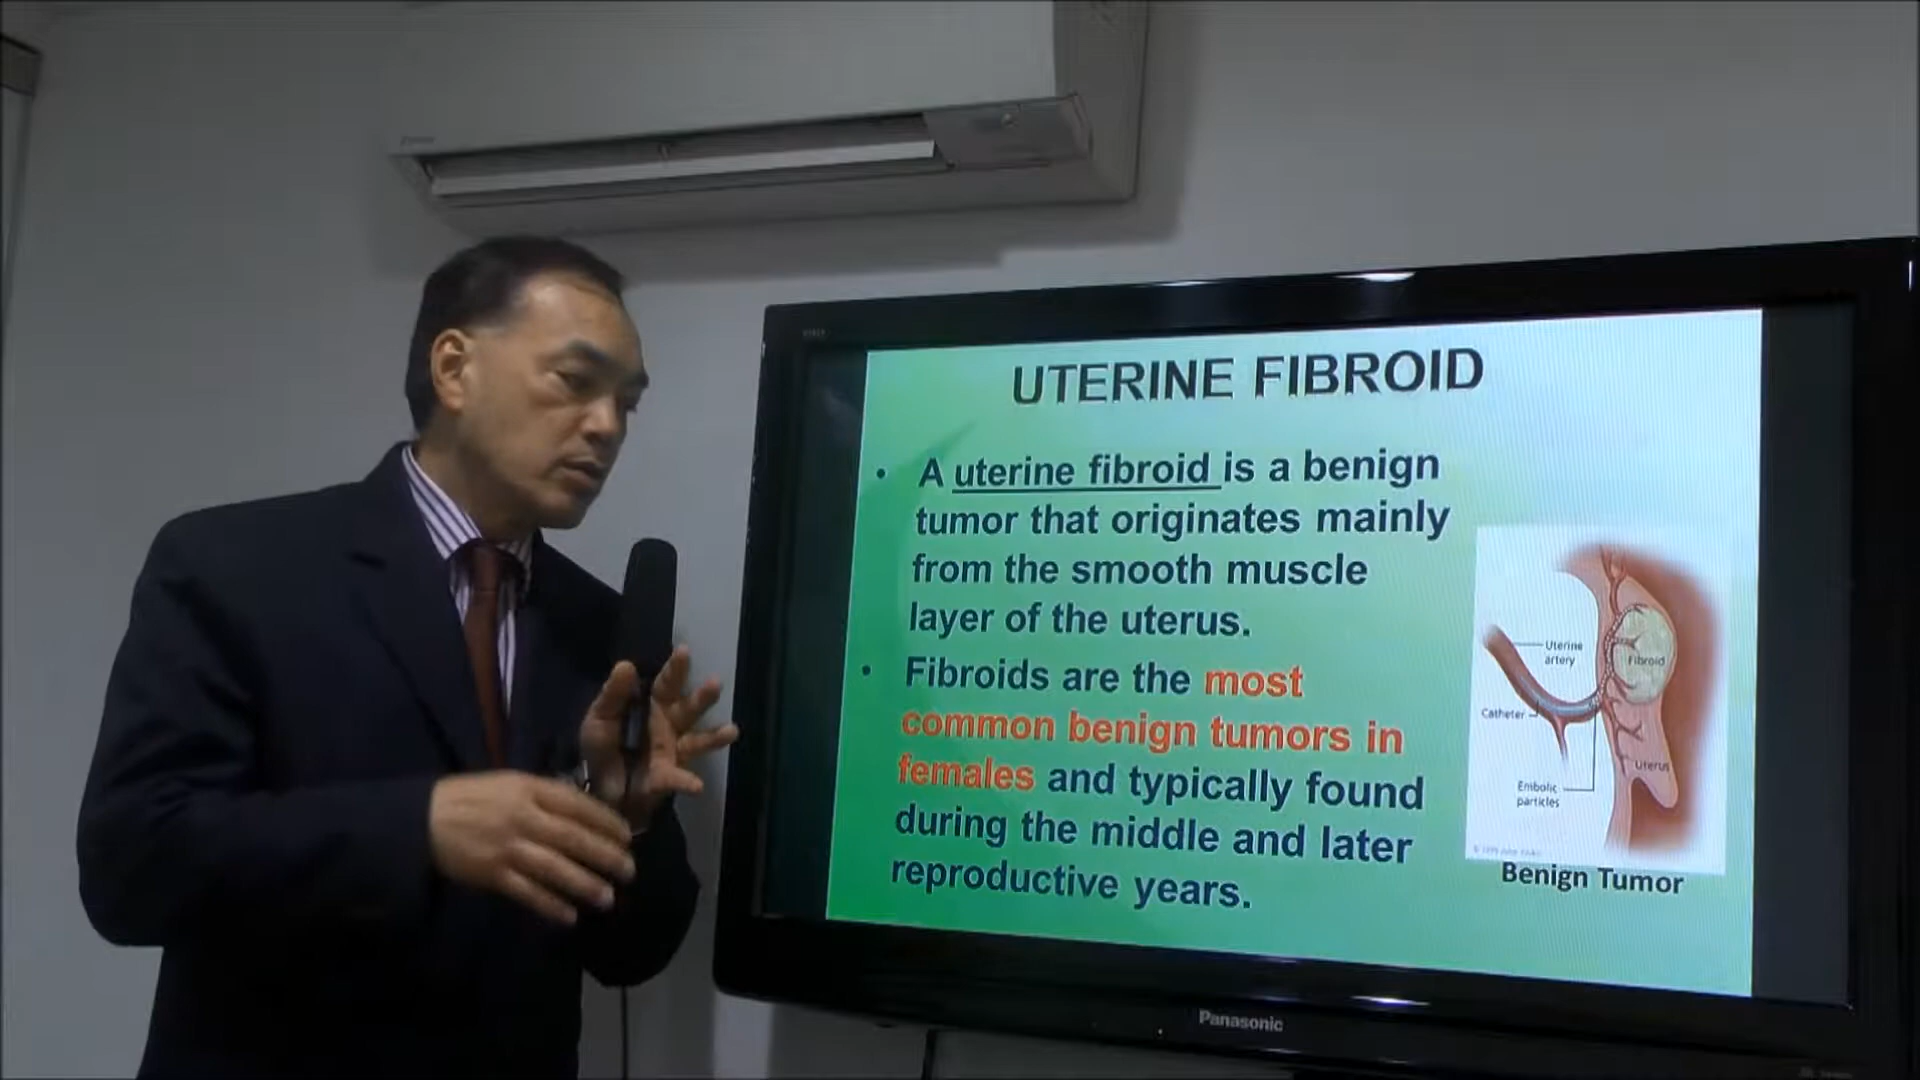 UTERINE FIBROID
• A uterine fibroid is a benign
tumor that originates mainly
from the smooth muscle
layer of the uterus.
• Fibroids are the most
common benign tumors in
females and typically found
during the middle and later
reproductive years.
Uterine
artery
Fibroid
Catheter
Uterus
Embolic
particles
Benign Tumor
Panasonic